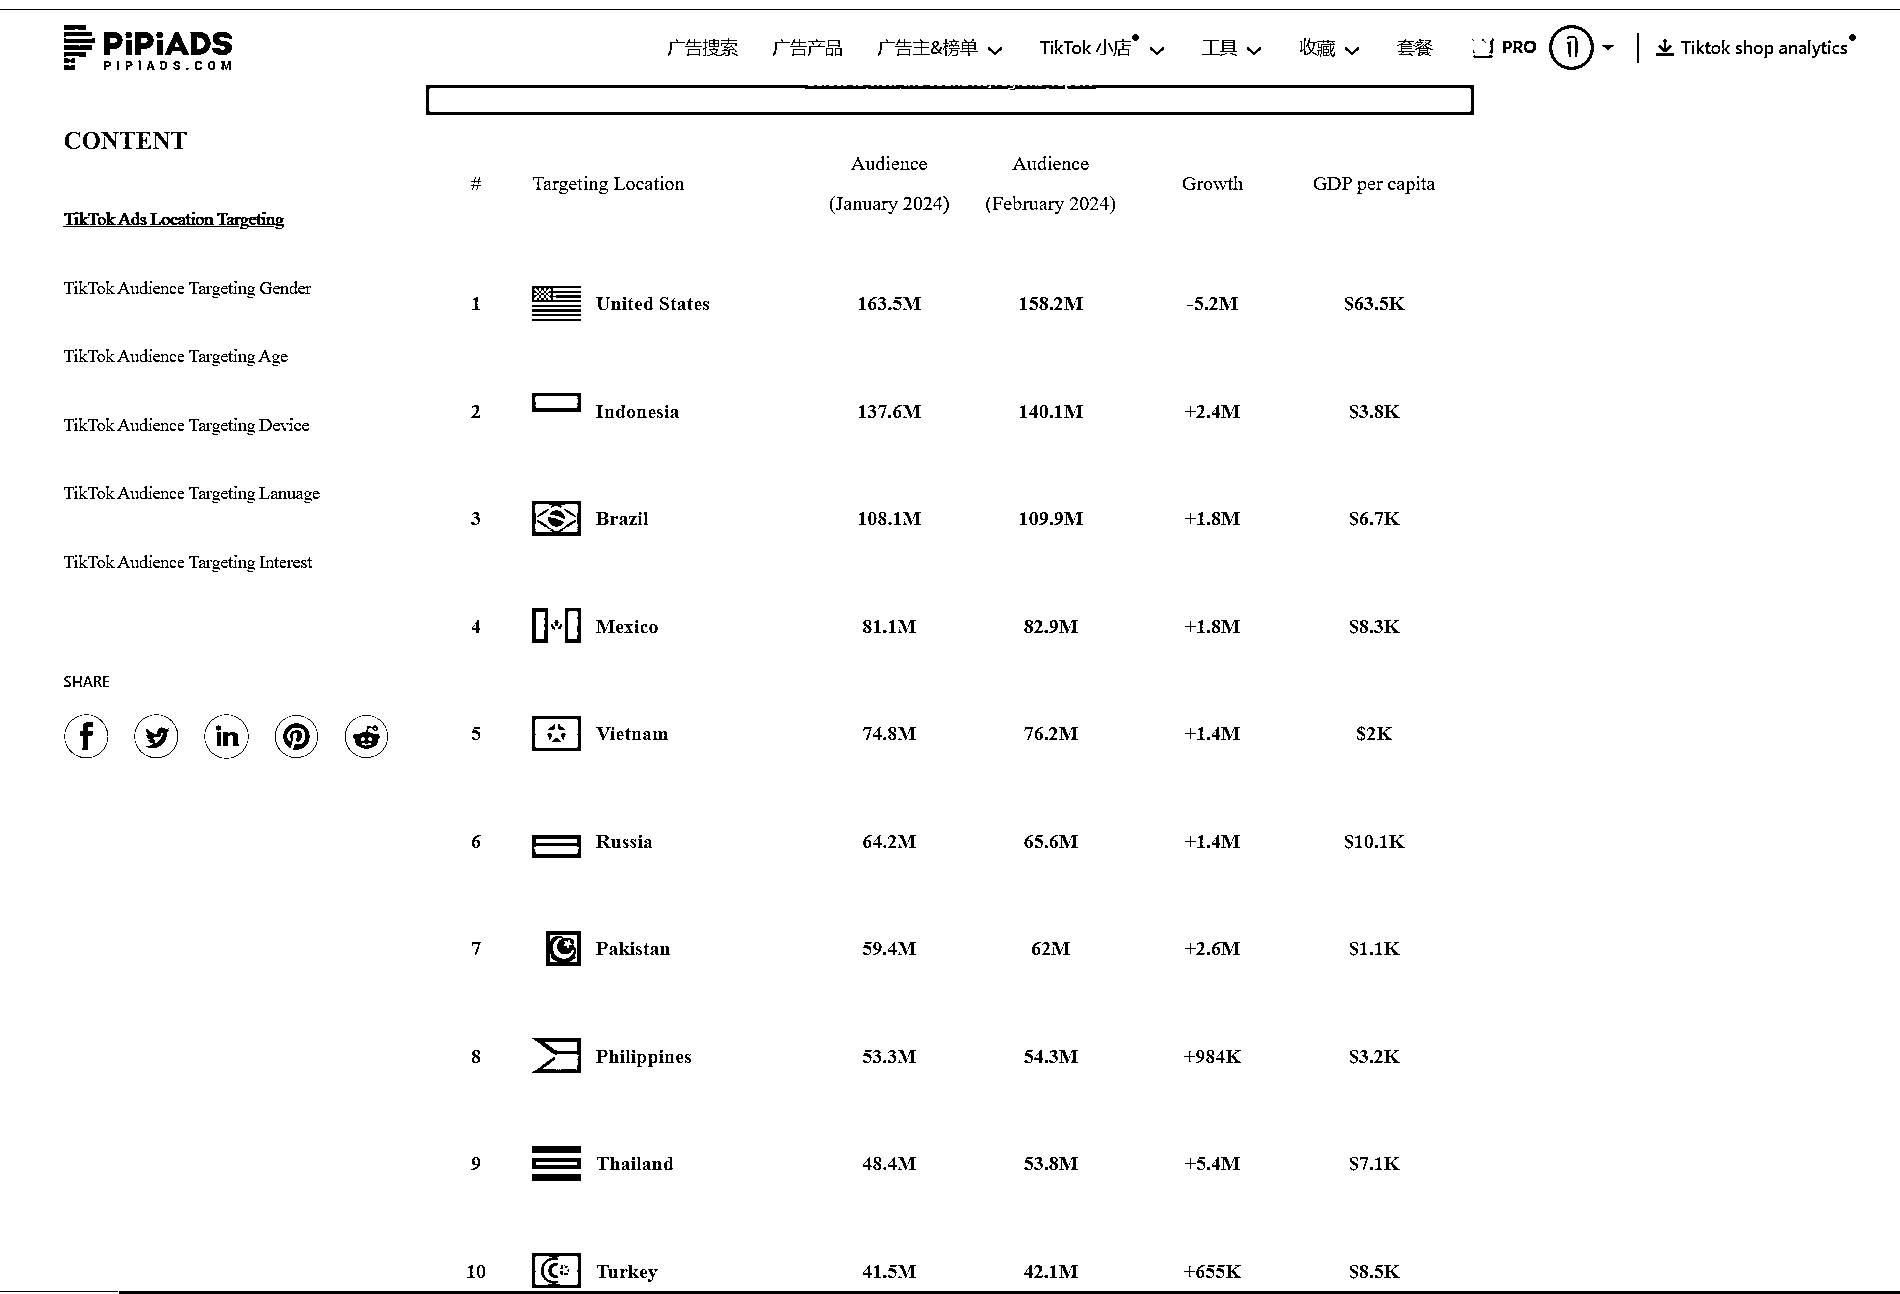 PiPiADS
PIPIADS.COM
广告搜索 广告产品 广告主&榜单 TikTok 小店 工具 收藏 套餐 PRO Tiktok shop analytics
CONTENT
TikTok Ads Location Targeting
TikTok Audience Targeting Gender
TikTok Audience Targeting Age
TikTok Audience Targeting Device
TikTok Audience Targeting Lanuage
TikTok Audience Targeting Interest
SHARE
# Targeting Location Audience (January 2024) Audience (February 2024) Growth GDP per capita
1 United States 163.5M 158.2M -5.2M $63.5K
2 Indonesia 137.6M 140.1M +2.4M $3.8K
3 Brazil 108.1M 109.9M +1.8M $6.7K
4 Mexico 81.1M 82.9M +1.8M $8.3K
5 Vietnam 74.8M 76.2M +1.4M $2K
6 Russia 64.2M 65.6M +1.4M $10.1K
7 Pakistan 59.4M 62M +2.6M $1.1K
8 Philippines 53.3M 54.3M +984K $3.2K
9 Thailand 48.4M 53.8M +5.4M $7.1K
10 Turkey 41.5M 42.1M +655K $8.5K